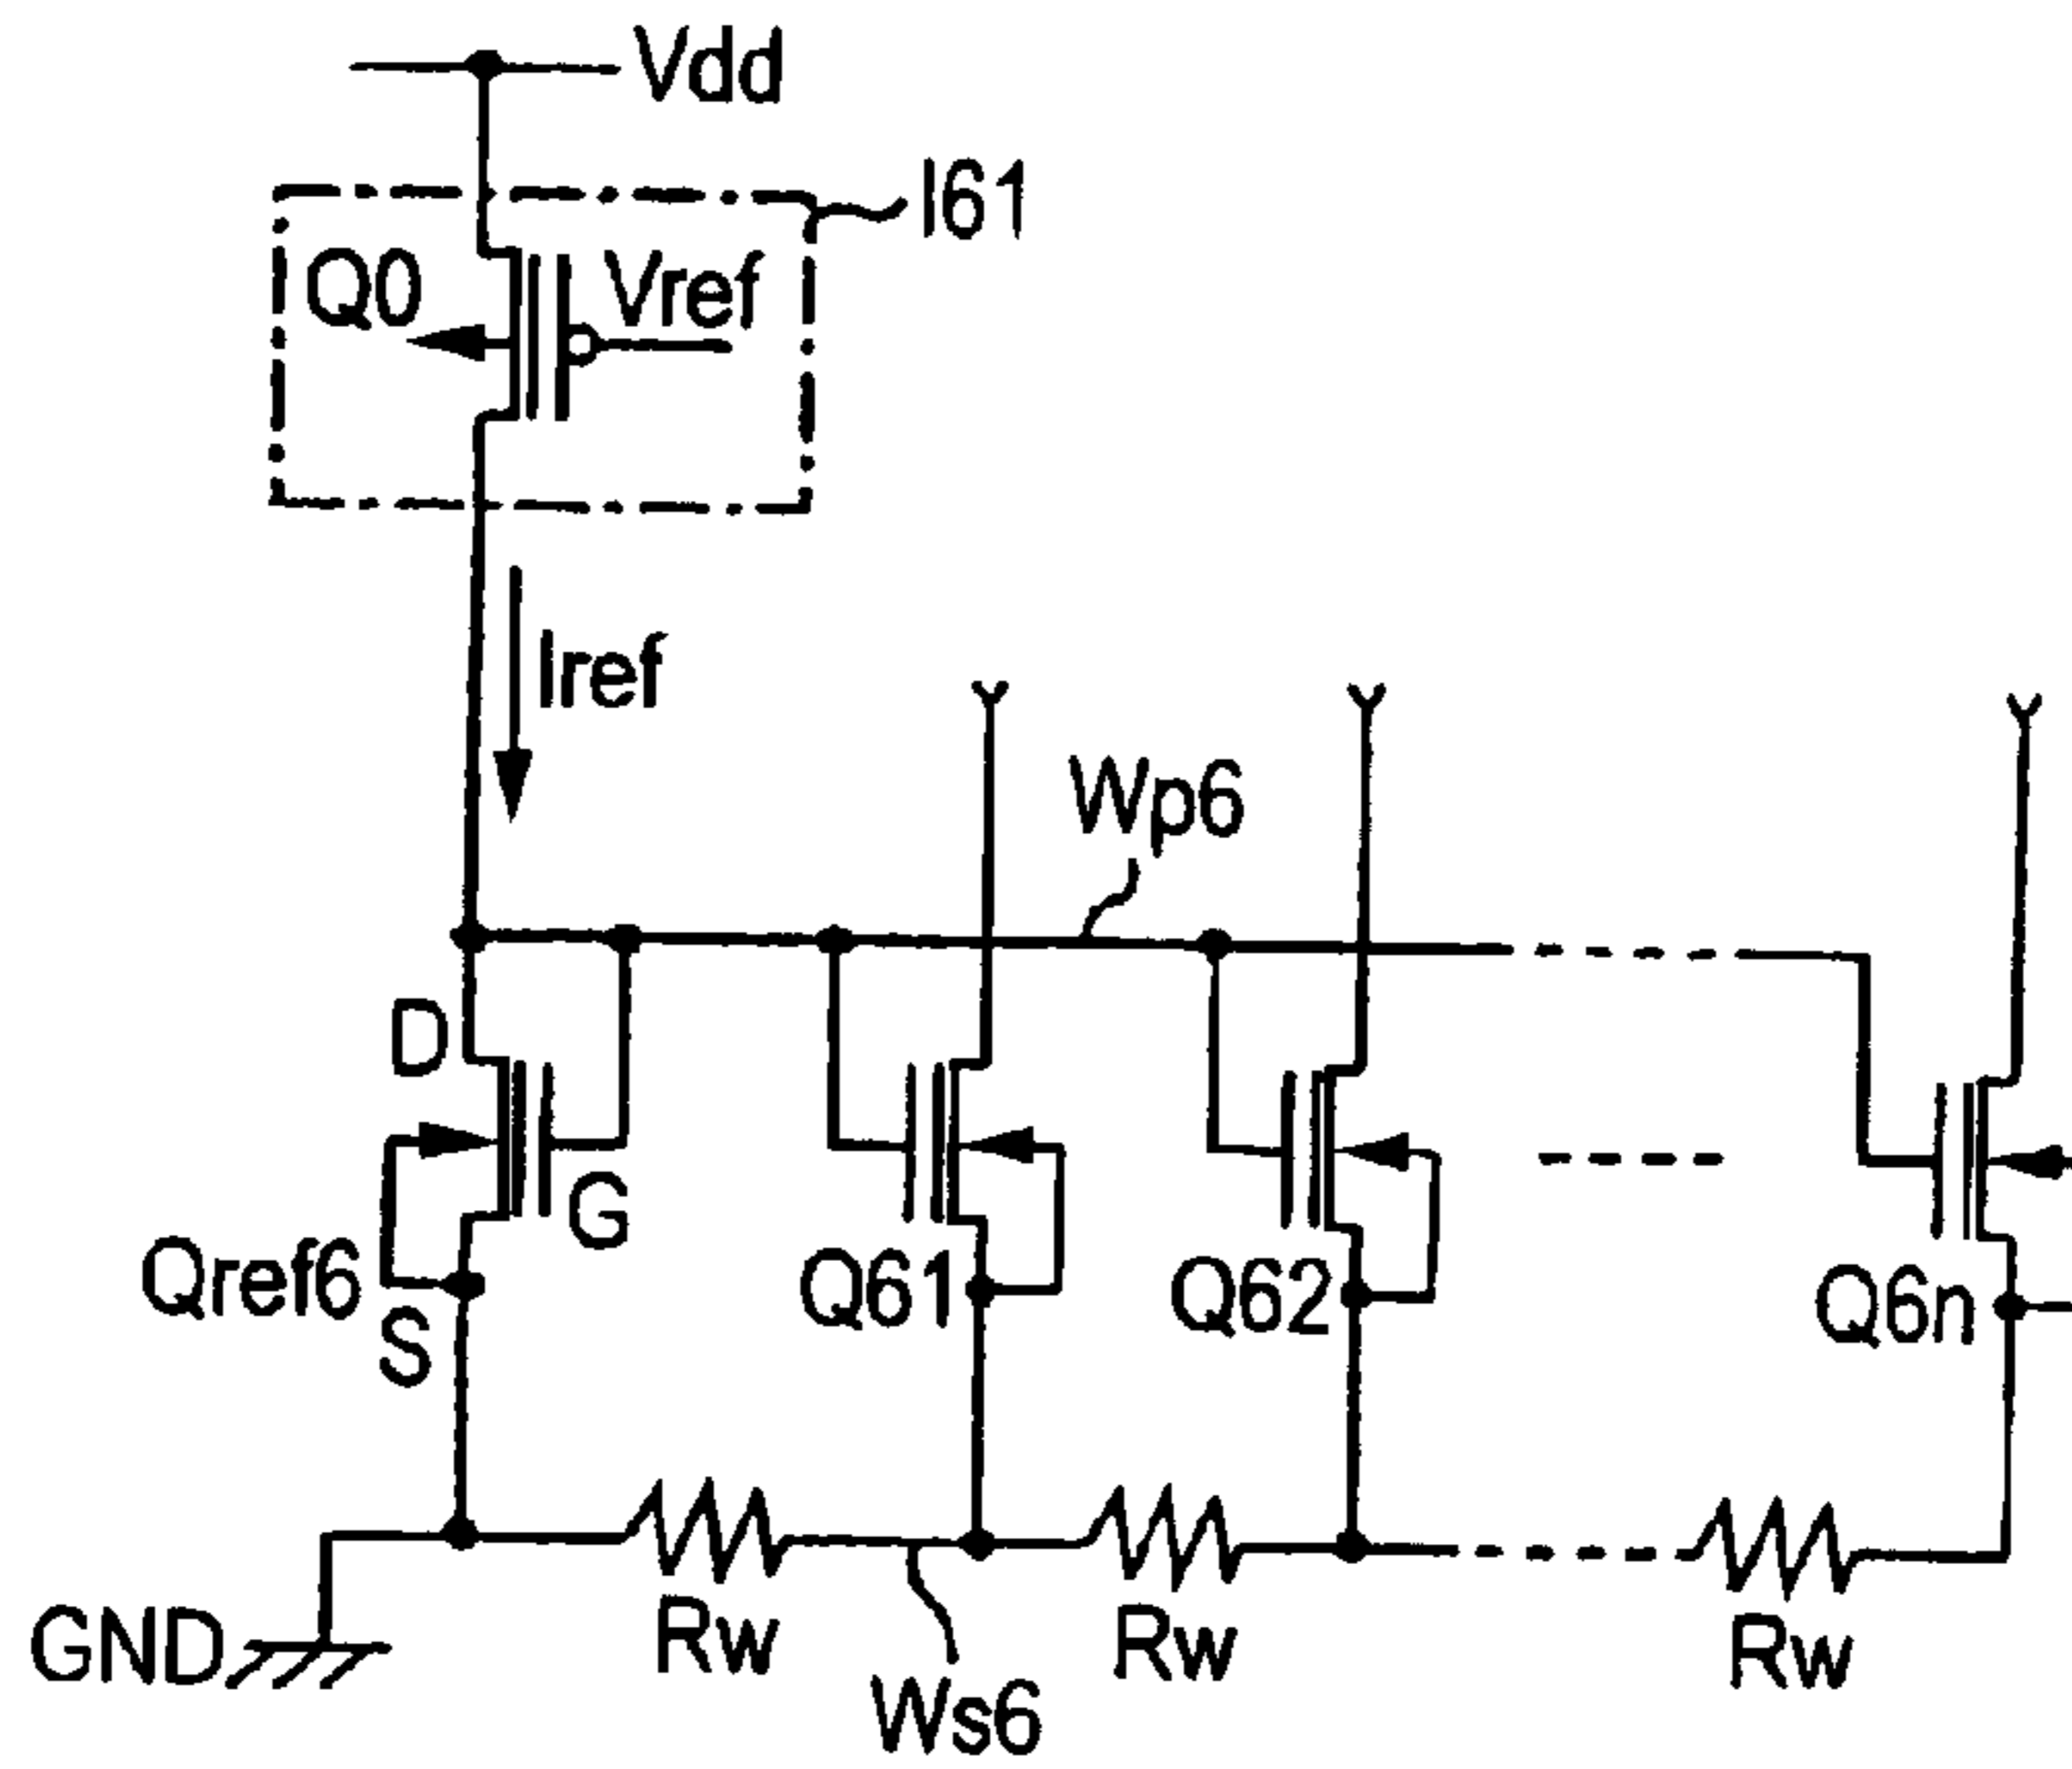 Vdd
I61
Q0
Vref
Iref
Wp6
D
G
Qref6
S
Q61
Q62
Q6n
GND
Rw
Rw
Rw
Ws6